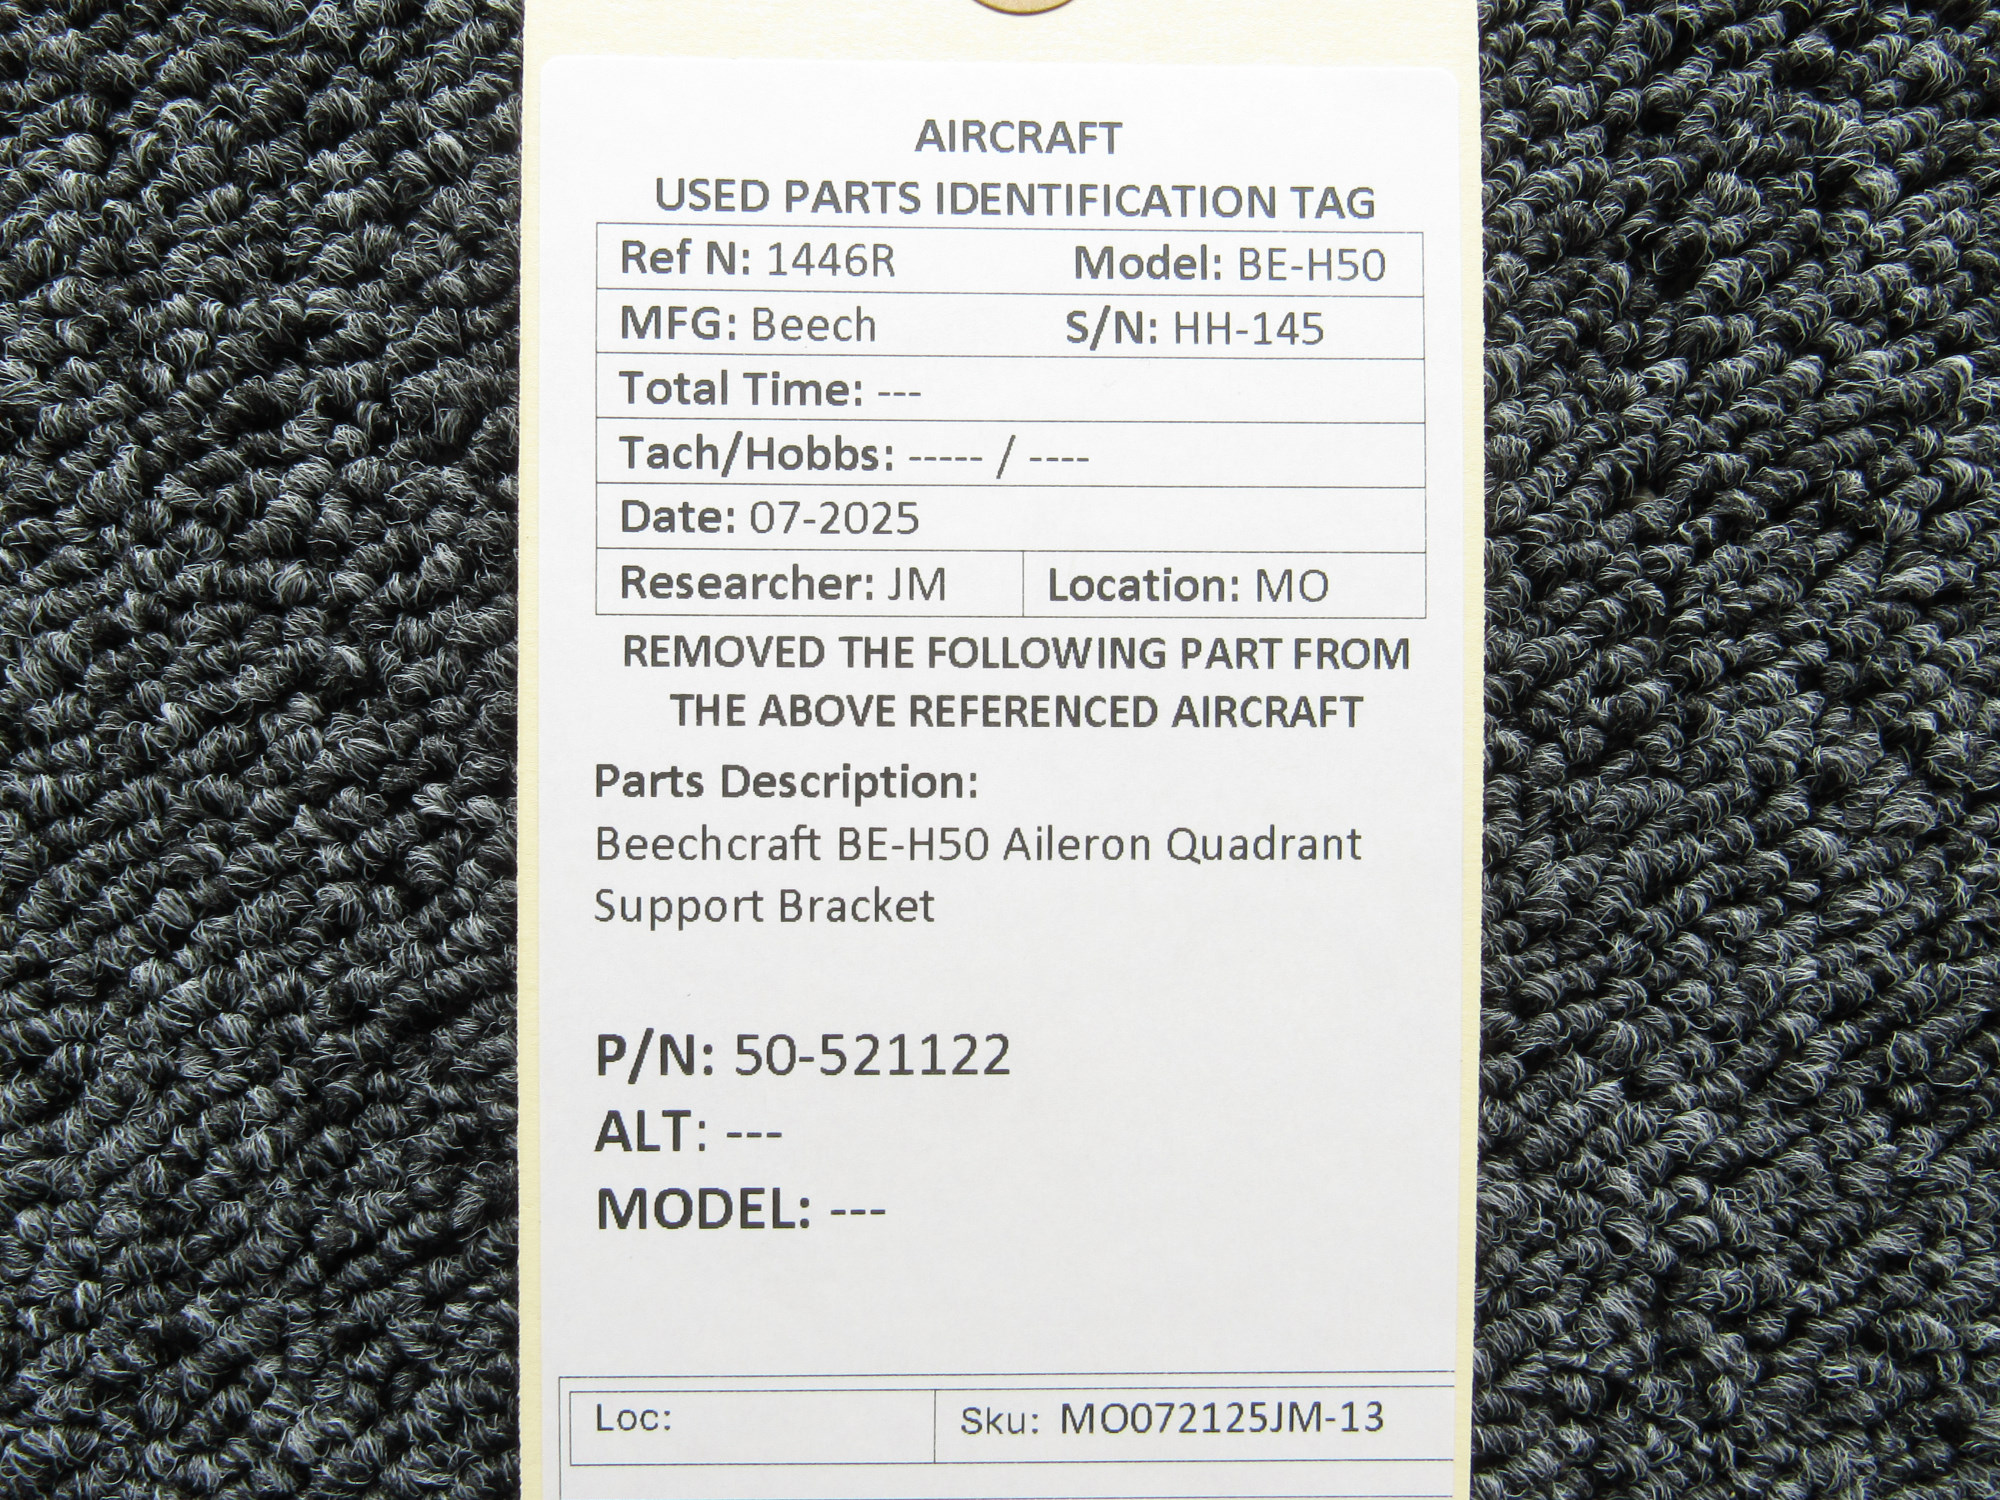 AIRCRAFT
USED PARTS IDENTIFICATION TAG
Ref N: 1446R Model: BE-H50
MFG: Beech S/N: HH-145
Total Time: ---
Tach/Hobbs: ----- / ----
Date: 07-2025
Researcher: JM Location: MO
REMOVED THE FOLLOWING PART FROM
THE ABOVE REFERENCED AIRCRAFT
Parts Description:
Beechcraft BE-H50 Aileron Quadrant
Support Bracket
P/N: 50-521122
ALT: ---
MODEL: ---
Loc: Sku: MO072125JM-13